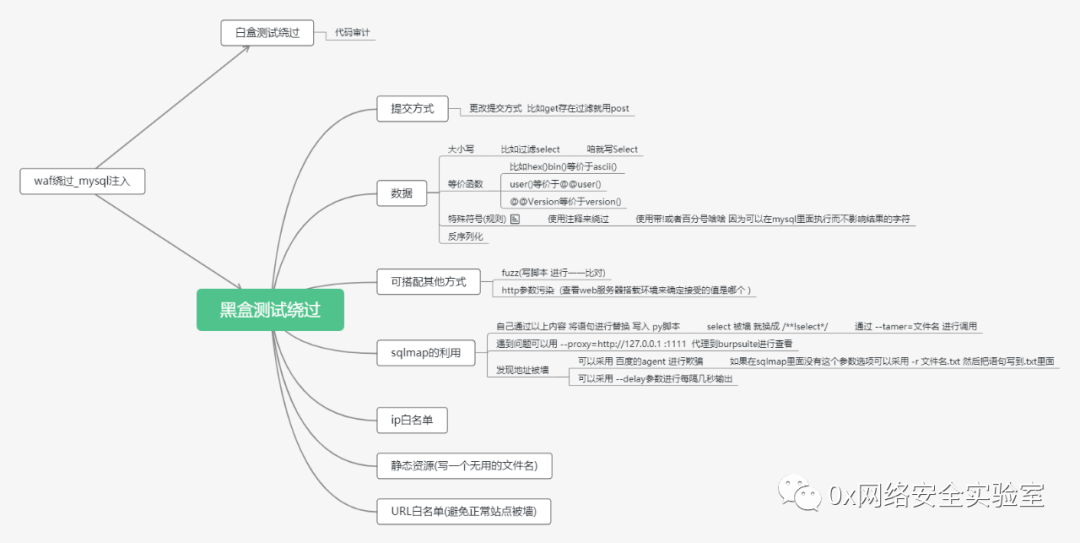 白盒测试绕过
代码审计
waf绕过_mysql注入
黑盒测试绕过
提交方式
更改提交方式 比如get存在过滤就用post
数据
大小写
比如过滤select
咱就写Select
等价函数
比如hex()bin()等价于ascii()
user()等价于@@user()
@@Version等价于version()
特殊符号(规则)
使用注释来绕过
使用带!或者百分号啥啥 因为可以在mysql里面执行而不影响结果的字符
反序列化
可搭配其他方式
fuzz(写脚本 进行一一比对)
http参数污染 (查看web服务器搭载环境来确定接受的值是哪个 )
sqlmap的利用
自己通过以上内容 将语句进行替换 写入 py脚本
select 被墙 就换成 /**!select*/
通过 --tamer=文件名 进行调用
遇到问题可以用 --proxy=http://127.0.0.1 :1111 代理到burpsuite进行查看
发现地址被墙
可以采用 百度的agent 进行欺骗
如果在sqlmap里面没有这个参数选项可以采用 -r 文件名.txt 然后把语句写到.txt里面
可以采用 --delay参数进行每隔几秒输出
ip白名单
静态资源(写一个无用的文件名)
URL白名单(避免正常站点被墙)
0x网络安全实验室